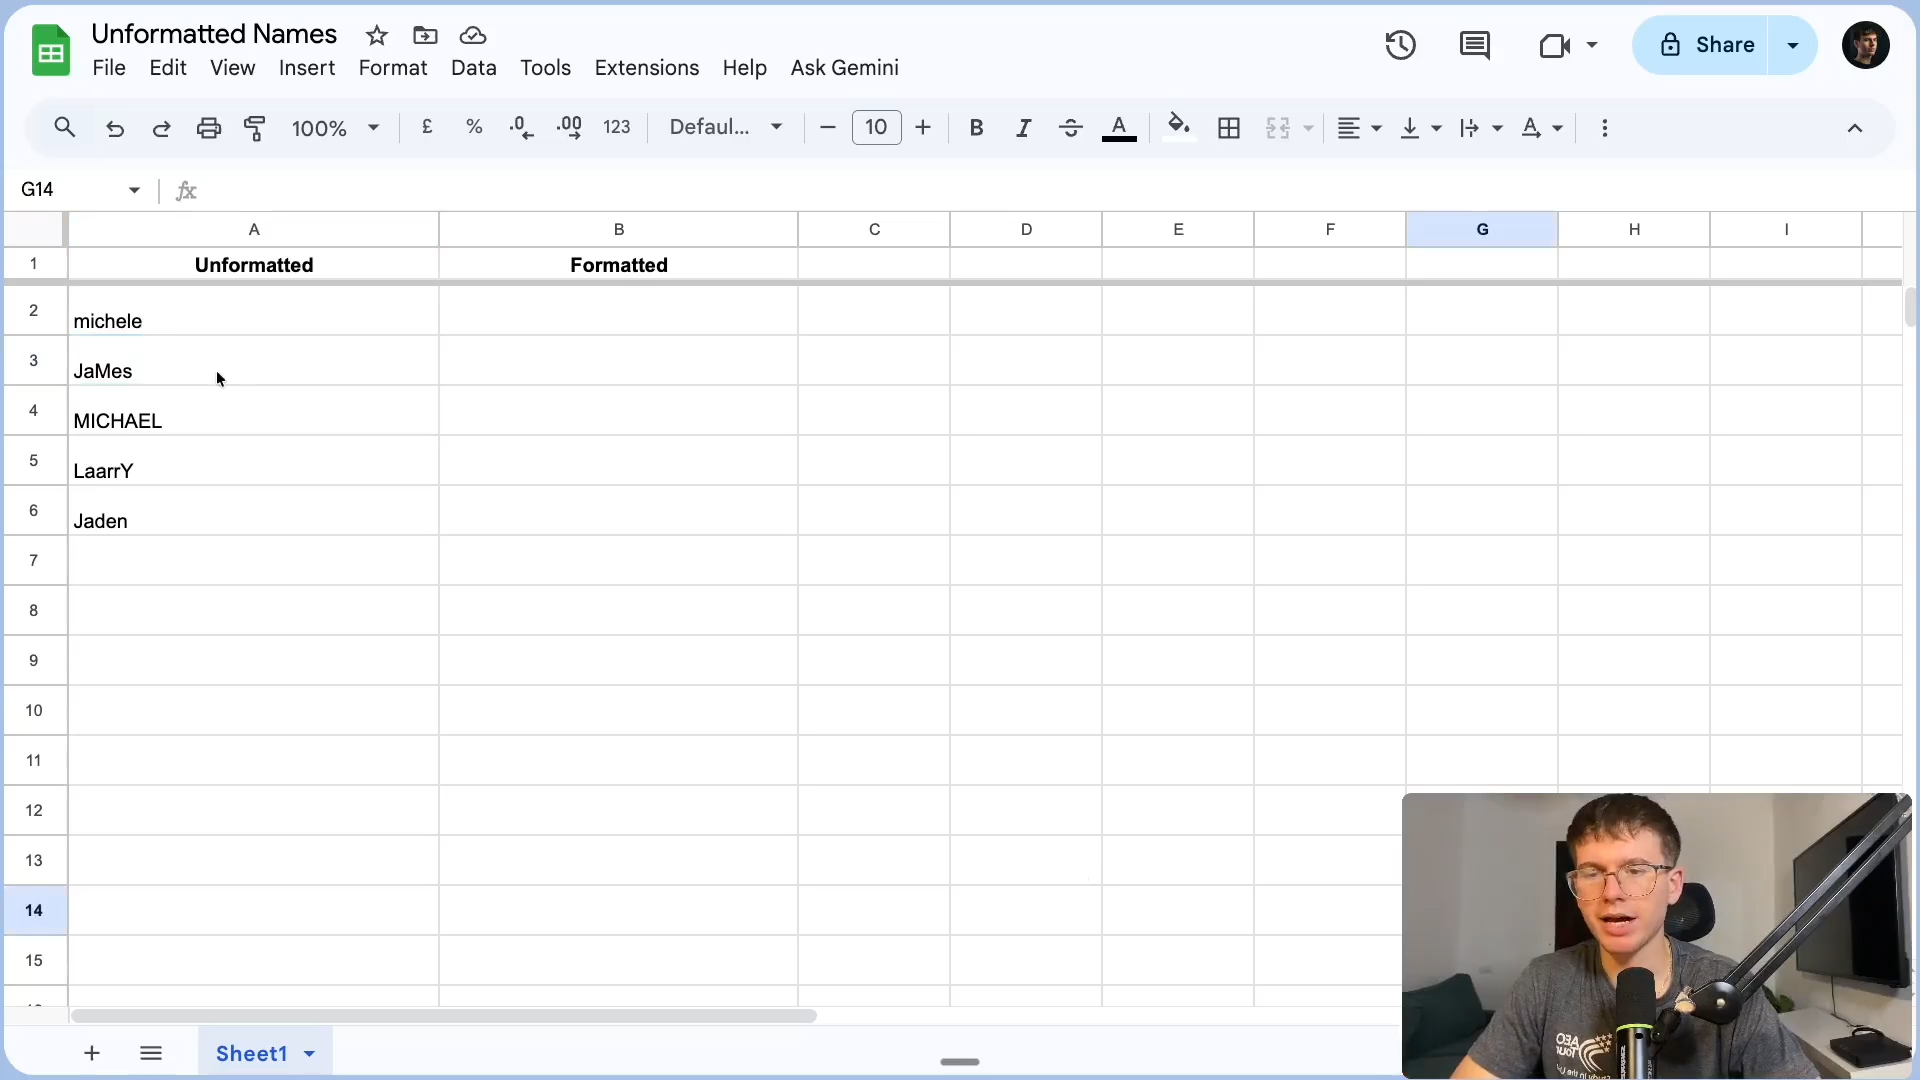 Unformatted Names
Share
File Edit View Insert Format Data Tools Extensions Help Ask Gemini
100% £ % .0 .00 123 Defaul... 10 B I A A
G14 fx
A B C D E F G H I
1 Unformatted Formatted
2 michele
3 JaMes
4 MICHAEL
5 LaarrY
6 Jaden
7
8
9
10
11
12
13
14
15
Sheet1